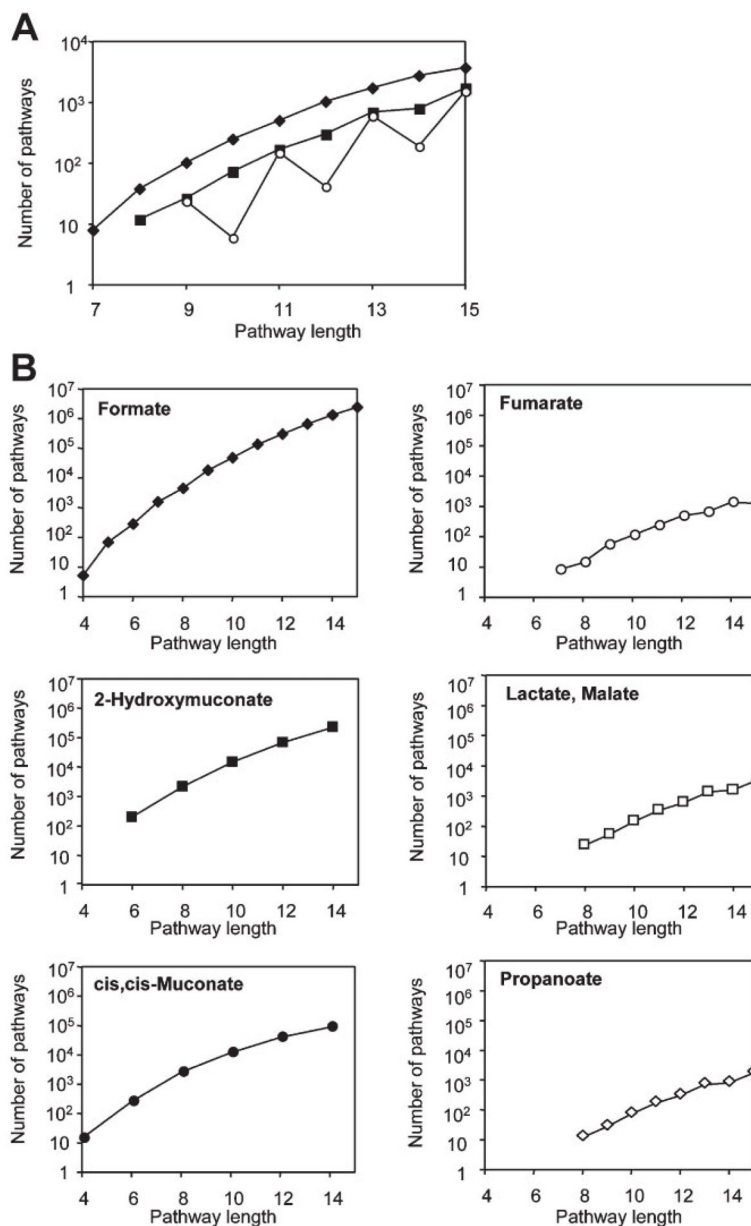 A
Number of pathways
10⁴
10³
10²
10
1
7 9 11 13 15
Pathway length
B
Formate
Number of pathways
10⁷
10⁶
10⁵
10⁴
10³
10²
10
1
4 6 8 10 12 14
Pathway length
Fumarate
Number of pathways
10⁷
10⁶
10⁵
10⁴
10³
10²
10
1
4 6 8 10 12 14
Pathway length
2-Hydroxymuconate
Number of pathways
10⁷
10⁶
10⁵
10⁴
10³
10²
10
1
4 6 8 10 12 14
Pathway length
Lactate, Malate
Number of pathways
10⁷
10⁶
10⁵
10⁴
10³
10²
10
1
4 6 8 10 12 14
Pathway length
cis,cis-Muconate
Number of pathways
10⁷
10⁶
10⁵
10⁴
10³
10²
10
1
4 6 8 10 12 14
Pathway length
Propanoate
Number of pathways
10⁷
10⁶
10⁵
10⁴
10³
10²
10
1
4 6 8 10 12 14
Pathway length